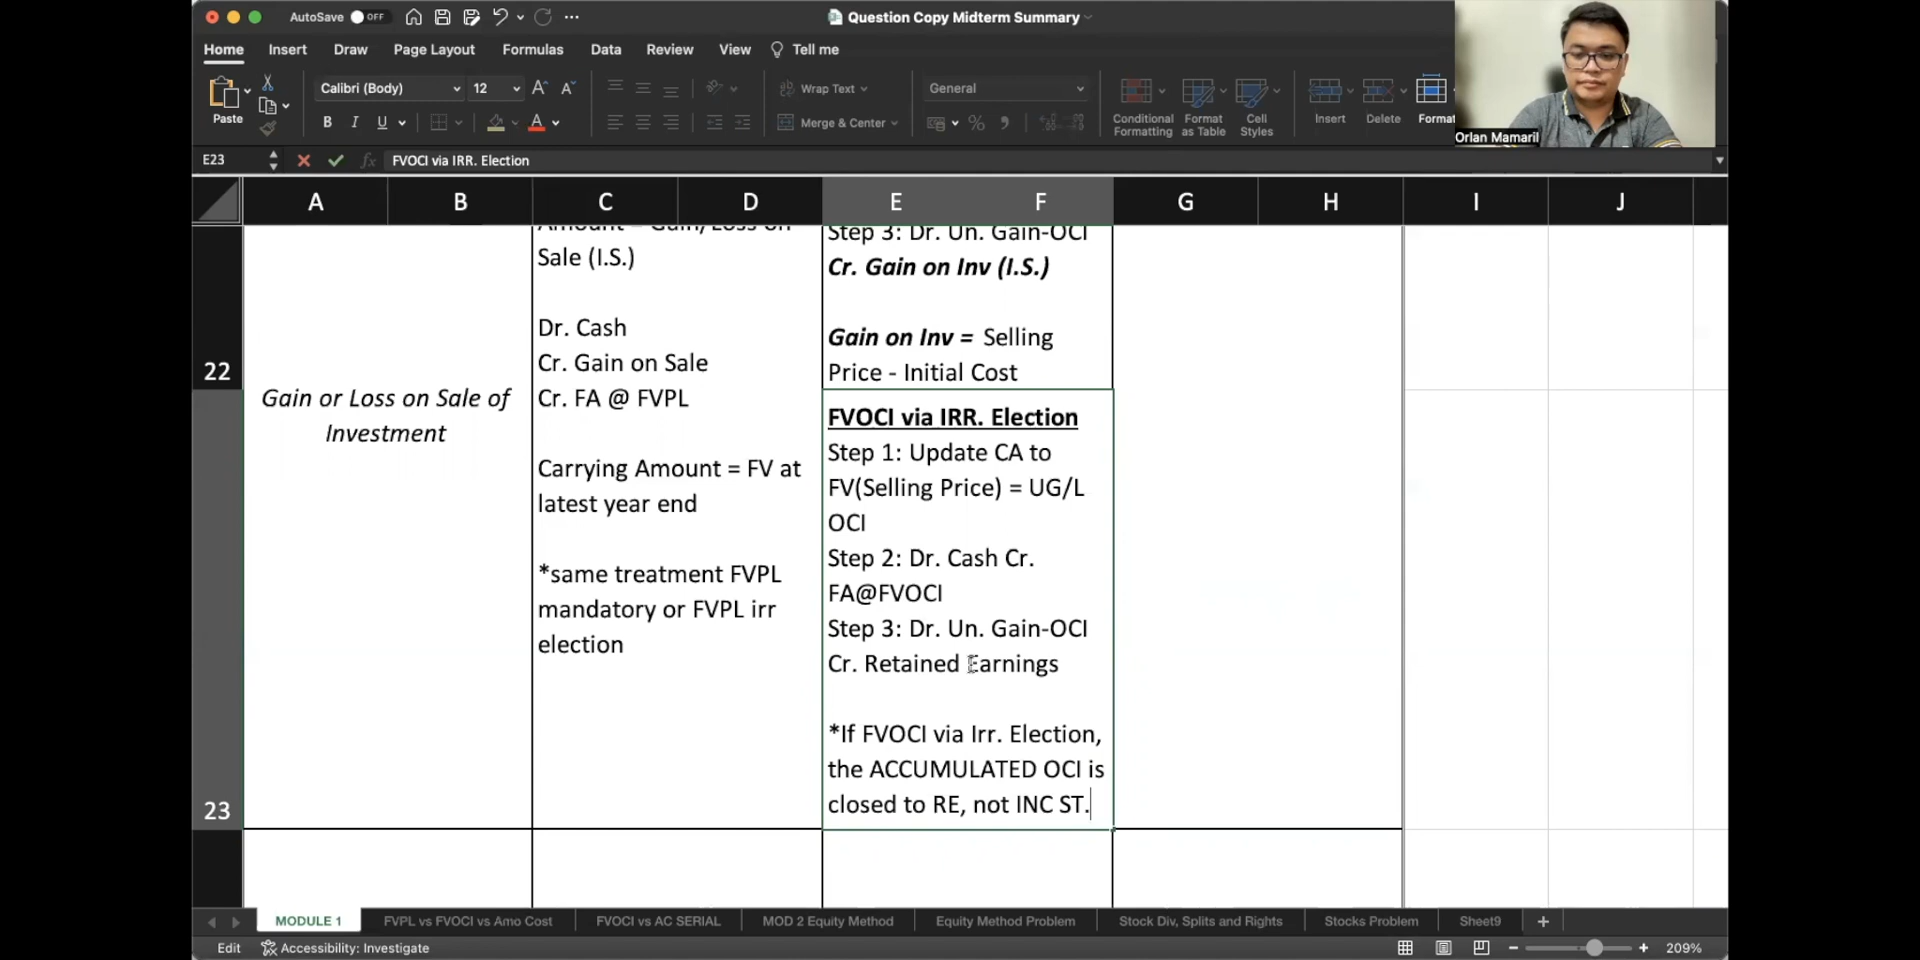 AutoSave OFF
Question Copy Midterm Summary
Home Insert Draw Page Layout Formulas Data Review View Tell me
Paste
Calibri (Body) 12
B I U
Wrap Text
Merge & Center
General
Conditional Formatting
Format as Table
Cell Styles
Insert
Delete
Format
Orlan Mamaril
E23
FVOCI via IRR. Election
A B C D E F G H I J
22
23
Gain or Loss on Sale of
Investment
Amount = Gain/Loss on
Sale (I.S.)
Dr. Cash
Cr. Gain on Sale
Cr. FA @ FVPL
Carrying Amount = FV at
latest year end
*same treatment FVPL
mandatory or FVPL irr
election
Step 3: Dr. Un. Gain-OCI
Cr. Gain on Inv (I.S.)
Gain on Inv = Selling
Price - Initial Cost
FVOCI via IRR. Election
Step 1: Update CA to
FV(Selling Price) = UG/L
OCI
Step 2: Dr. Cash Cr.
FA@FVOCI
Step 3: Dr. Un. Gain-OCI
Cr. Retained Earnings
*If FVOCI via Irr. Election,
the ACCUMULATED OCI is
closed to RE, not INC ST.
MODULE 1 FVPL vs FVOCI vs Amo Cost FVOCI vs AC SERIAL MOD 2 Equity Method Equity Method Problem Stock Div, Splits and Rights Stocks Problem Sheet9
Edit Accessibility: Investigate 209%